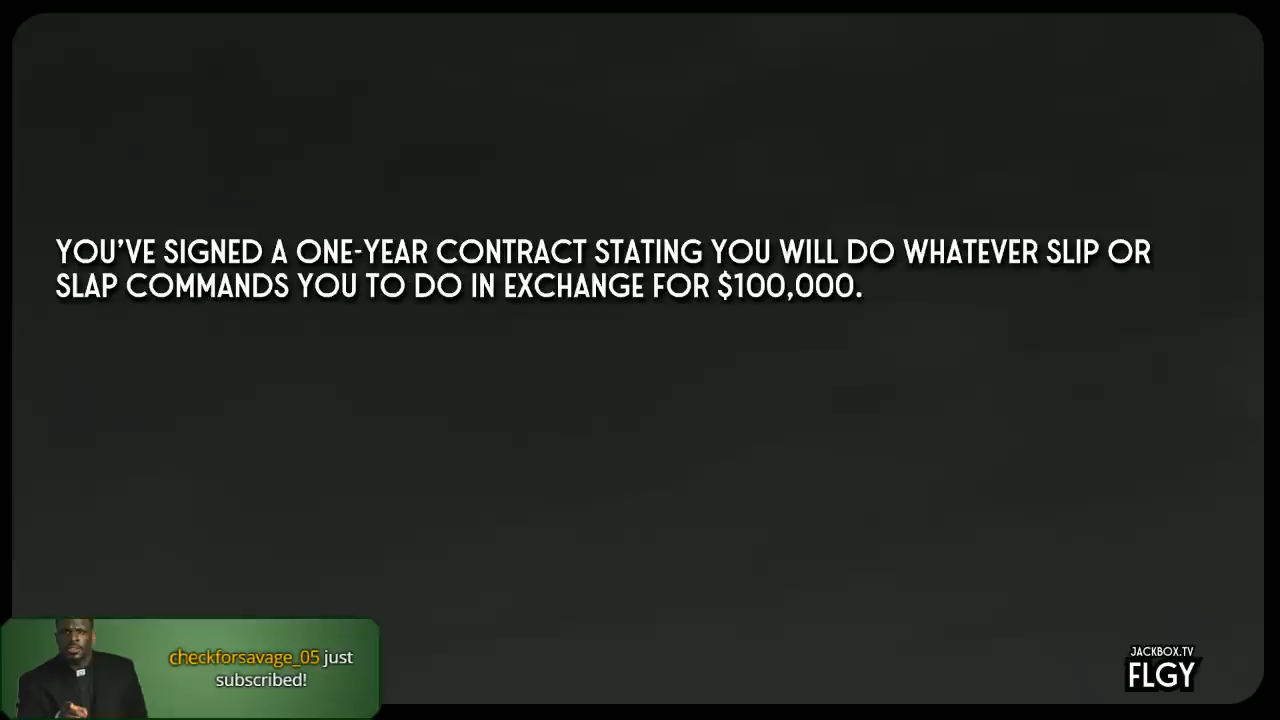 YOU'VE SIGNED A ONE-YEAR CONTRACT STATING YOU WILL DO WHATEVER SLIP OR
SLAP COMMANDS YOU TO DO IN EXCHANGE FOR $100,000.
checkforsavage_05 just
subscribed!
JACKBOX.TV
FLGY